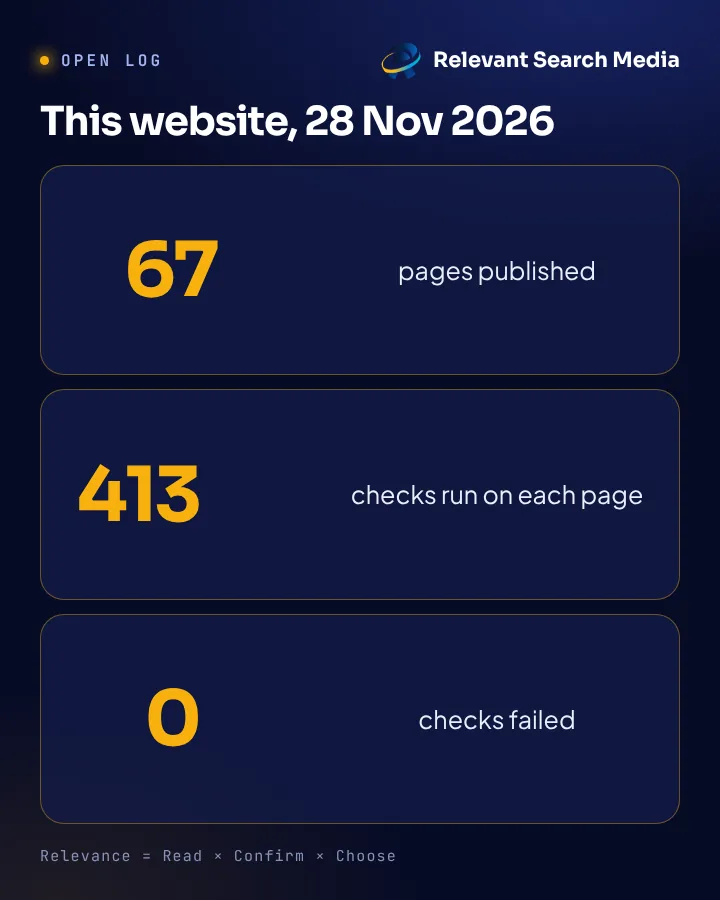 OPEN LOG
Relevant Search Media
This website, 28 Nov 2026
67
pages published
413
checks run on each page
0
checks failed
Relevance = Read × Confirm × Choose